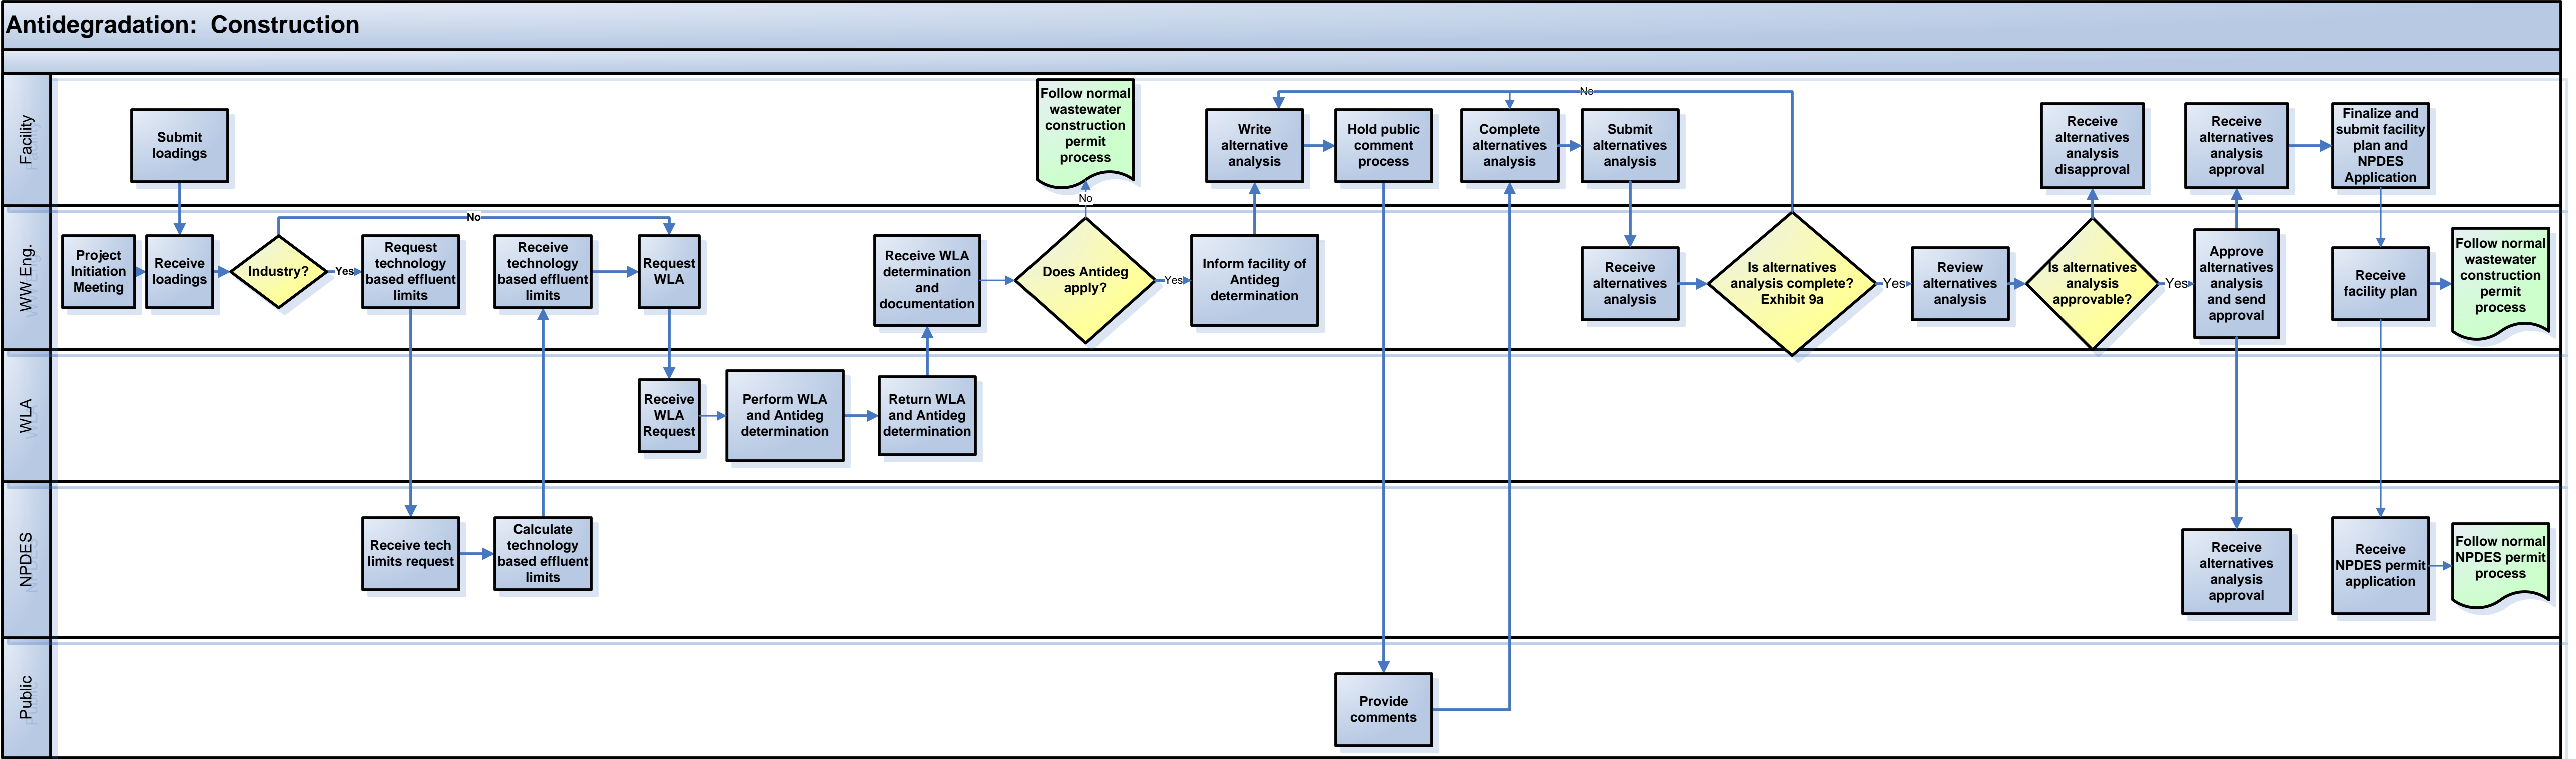 Antidegradation:  Construction
Facility
Submit
loadings
Follow normal
wastewater
construction
permit
process
No
Write
alternative
analysis
Hold public
comment
process
Complete
alternatives
analysis
Submit
alternatives
analysis
No
Receive
alternatives
analysis
disapproval
Receive
alternatives
analysis
approval
Finalize and
submit facility
plan and
NPDES
Application
WW Eng.
Project
Initiation
Meeting
Receive
loadings
Industry?
No
Yes
Request
technology
based effluent
limits
Receive
technology
based effluent
limits
Request
WLA
Receive WLA
determination
and
documentation
Does Antideg
apply?
Yes
Inform facility of
Antideg
determination
Receive
alternatives
analysis
Is alternatives
analysis complete?
Exhibit 9a
Yes
Review
alternatives
analysis
Is alternatives
analysis
approvable?
Yes
Approve
alternatives
analysis
and send
approval
Receive
facility plan
Follow normal
wastewater
construction
permit
process
WLA
Receive
WLA
Request
Perform WLA
and Antideg
determination
Return WLA
and Antideg
determination
NPDES
Receive tech
limits request
Calculate
technology
based effluent
limits
Receive
alternatives
analysis
approval
Receive
NPDES permit
application
Follow normal
NPDES permit
process
Public
Provide
comments